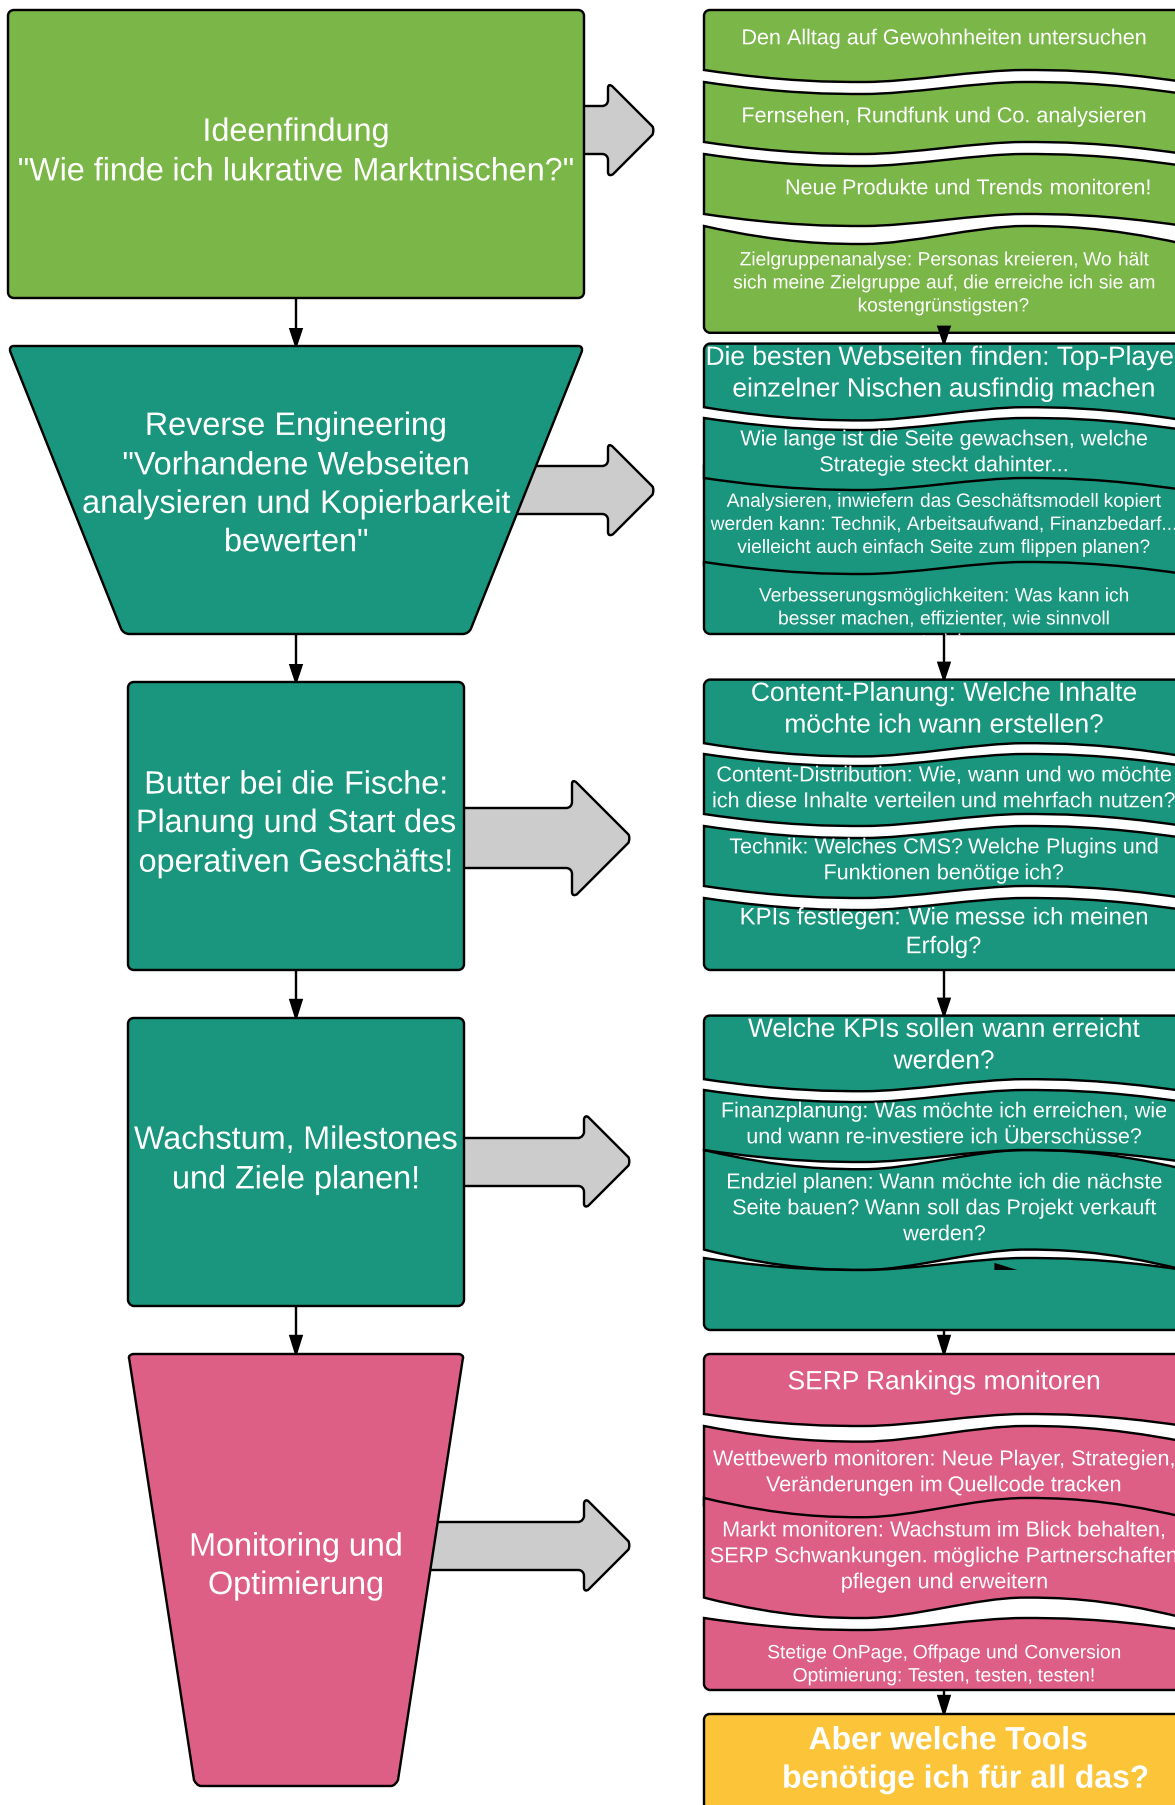 Ideenfindung
"Wie finde ich lukrative Marktnischen?"
Den Alltag auf Gewohnheiten untersuchen
Fernsehen, Rundfunk und Co. analysieren
Neue Produkte und Trends monitoren!
Zielgruppenanalyse: Personas kreieren, Wo hält
sich meine Zielgruppe auf, die erreiche ich sie am
kostengrünstigsten?
Reverse Engineering
"Vorhandene Webseiten
analysieren und Kopierbarkeit
bewerten"
Die besten Webseiten finden: Top-Playe
einzelner Nischen ausfindig machen
Wie lange ist die Seite gewachsen, welche
Strategie steckt dahinter...
Analysieren, inwiefern das Geschäftsmodell kopiert
werden kann: Technik, Arbeitsaufwand, Finanzbedarf...
vielleicht auch einfach Seite zum flippen planen?
Verbesserungsmöglichkeiten: Was kann ich
besser machen, effizienter, wie sinnvoll
Butter bei die Fische:
Planung und Start des
operativen Geschäfts!
Content-Planung: Welche Inhalte
möchte ich wann erstellen?
Content-Distribution: Wie, wann und wo möchte
ich diese Inhalte verteilen und mehrfach nutzen?
Technik: Welches CMS? Welche Plugins und
Funktionen benötige ich?
KPIs festlegen: Wie messe ich meinen
Erfolg?
Wachstum, Milestones
und Ziele planen!
Welche KPIs sollen wann erreicht
werden?
Finanzplanung: Was möchte ich erreichen, wie
und wann re-investiere ich Überschüsse?
Endziel planen: Wann möchte ich die nächste
Seite bauen? Wann soll das Projekt verkauft
werden?
Monitoring und
Optimierung
SERP Rankings monitoren
Wettbewerb monitoren: Neue Player, Strategien,
Veränderungen im Quellcode tracken
Markt monitoren: Wachstum im Blick behalten,
SERP Schwankungen. mögliche Partnerschaften
pflegen und erweitern
Stetige OnPage, Offpage und Conversion
Optimierung: Testen, testen, testen!
Aber welche Tools
benötige ich für all das?